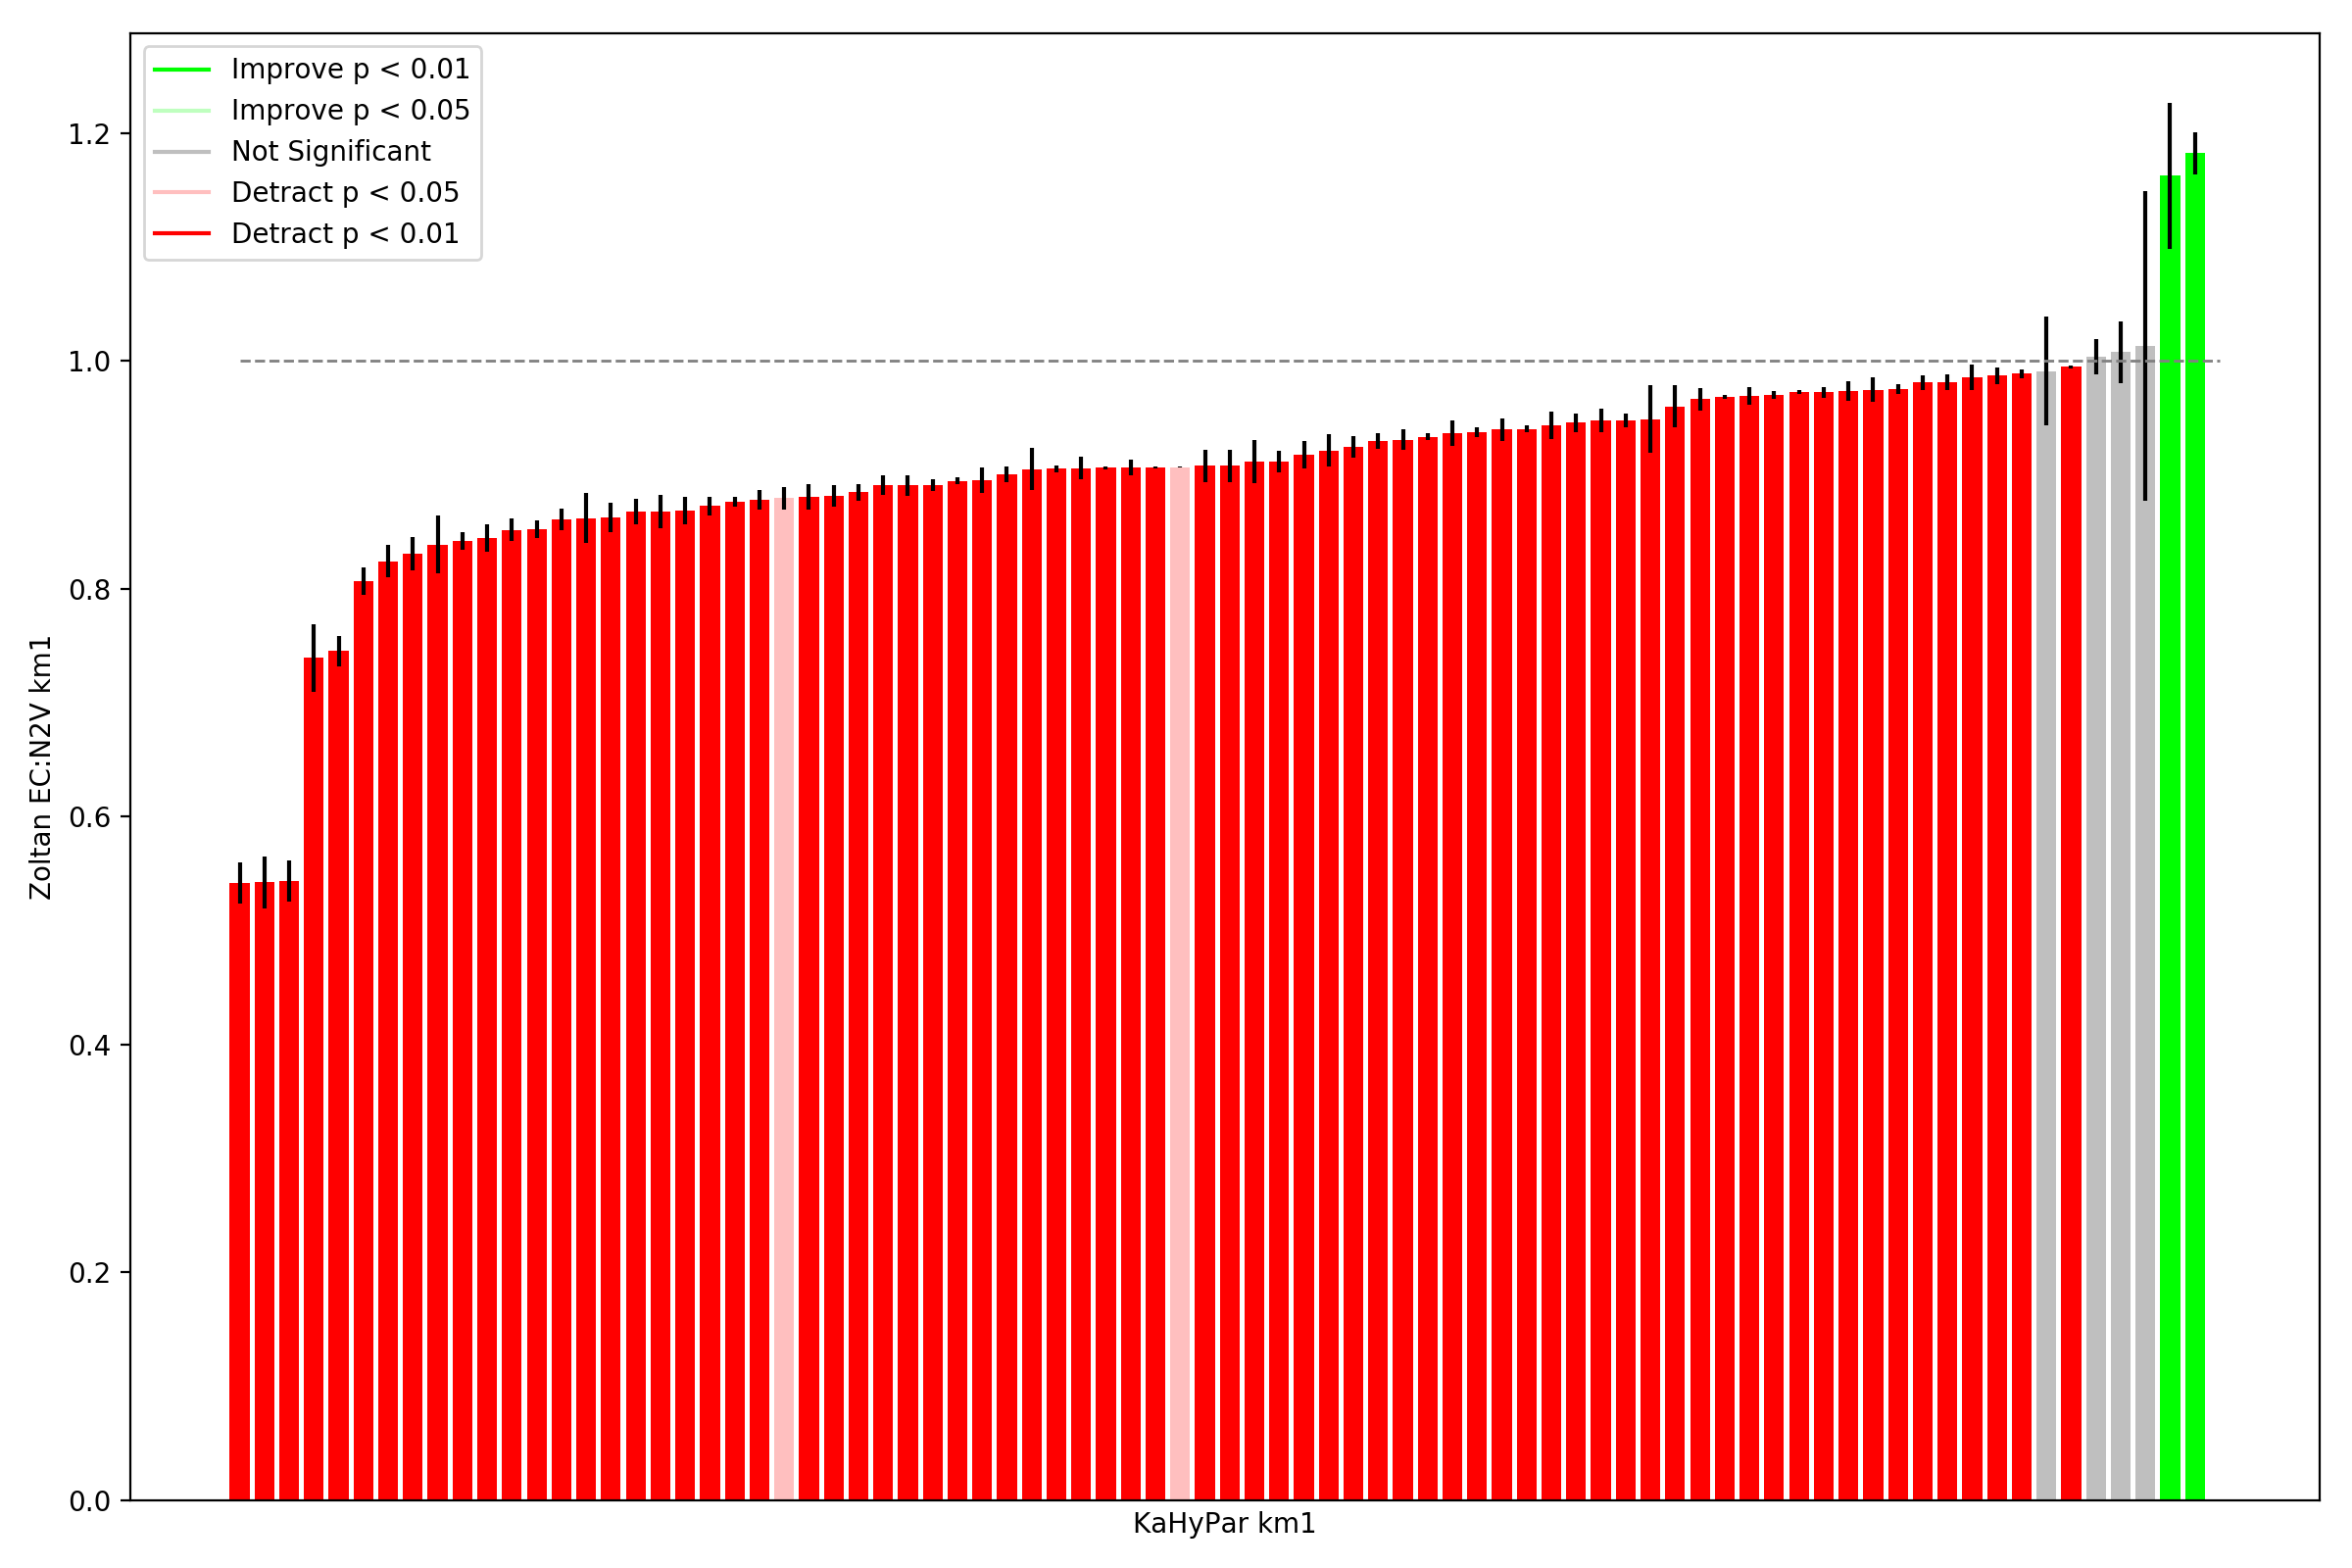 Improve p < 0.01
Improve p < 0.05
Not Significant
Detract p < 0.05
Detract p < 0.01
1.2
1.0
0.8
0.6
0.4
0.2
0.0
Zoltan EC:N2V km1
KaHyPar km1